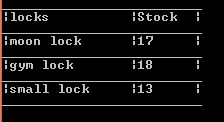 ¦locks ¦Stock ¦
¦moon lock ¦17 ¦
¦gym lock ¦18 ¦
¦small lock ¦13 ¦